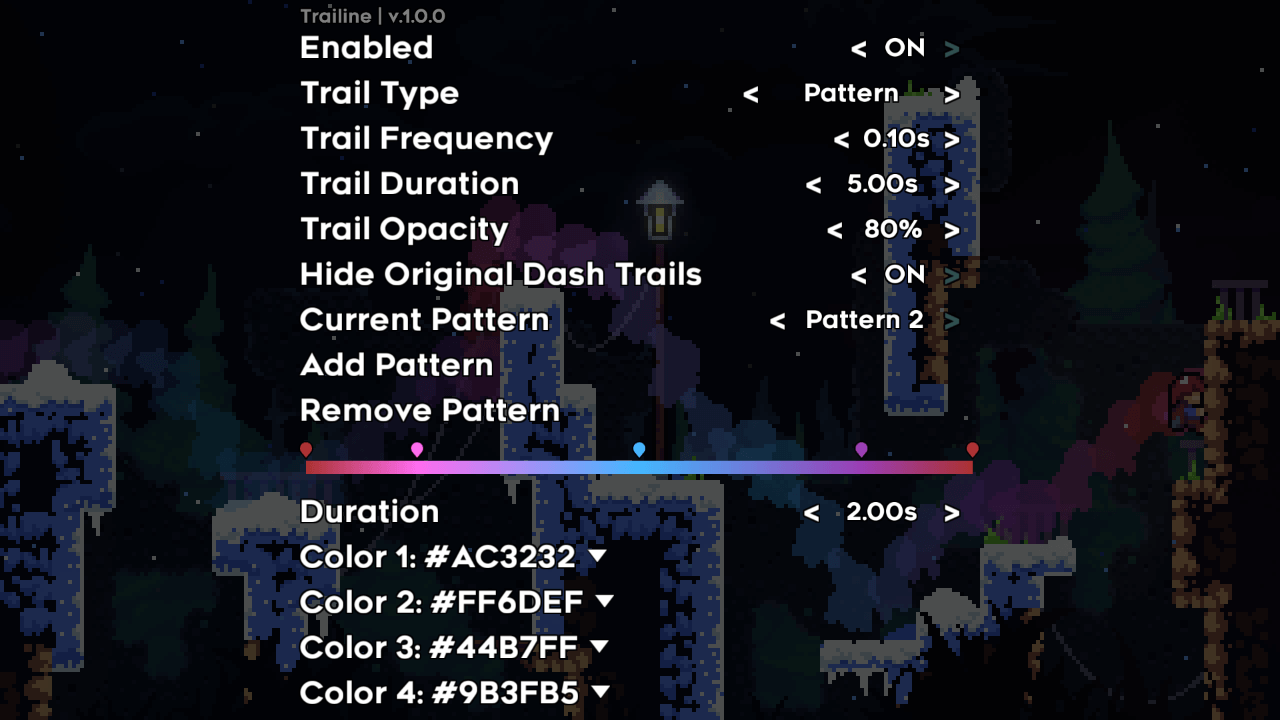 Trailine | v.1.0.0
Enabled < ON >
Trail Type < Pattern >
Trail Frequency < 0.10s >
Trail Duration < 5.00s >
Trail Opacity < 80% >
Hide Original Dash Trails < ON >
Current Pattern < Pattern 2 >
Add Pattern
Remove Pattern
Duration < 2.00s >
Color 1: #AC3232
Color 2: #FF6DEF
Color 3: #44B7FF
Color 4: #9B3FB5